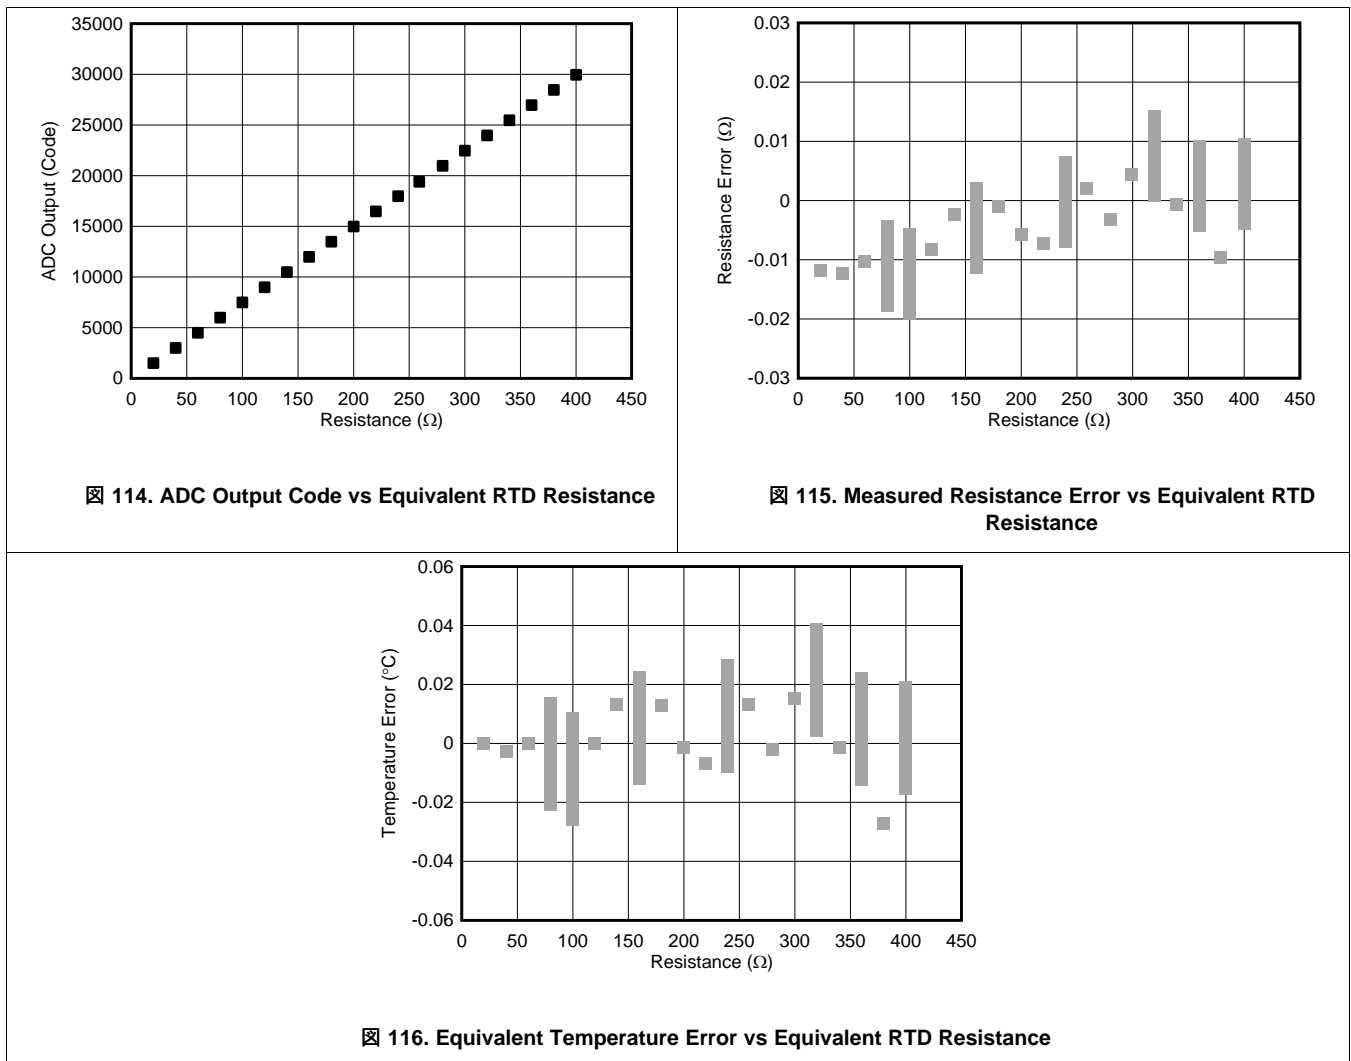 35000
30000
25000
20000
15000
10000
5000
0
ADC Output (Code)
0 50 100 150 200 250 300 350 400 450
Resistance (Ω)
図 114. ADC Output Code vs Equivalent RTD Resistance
0.03
0.02
0.01
0
-0.01
-0.02
-0.03
Resistance Error (Ω)
0 50 100 150 200 250 300 350 400 450
Resistance (Ω)
図 115. Measured Resistance Error vs Equivalent RTD
Resistance
0.06
0.04
0.02
0
-0.02
-0.04
-0.06
Temperature Error (°C)
0 50 100 150 200 250 300 350 400 450
Resistance (Ω)
図 116. Equivalent Temperature Error vs Equivalent RTD Resistance